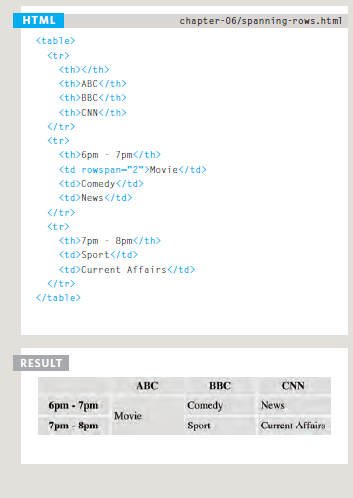 HTML chapter-06/spanning-rows.html
<table>
<tr>
<th></th>
<th>ABC</th>
<th>BBC</th>
<th>CNN</th>
</tr>
<tr>
<th>6pm - 7pm</th>
<td rowspan="2">Movie</td>
<td>Comedy</td>
<td>News</td>
</tr>
<tr>
<th>7pm - 8pm</th>
<td>Sport</td>
<td>Current Affairs</td>
</tr>
</table>
RESULT
ABC BBC CNN
6pm - 7pm Movie Comedy News
7pm - 8pm Sport Current Affairs